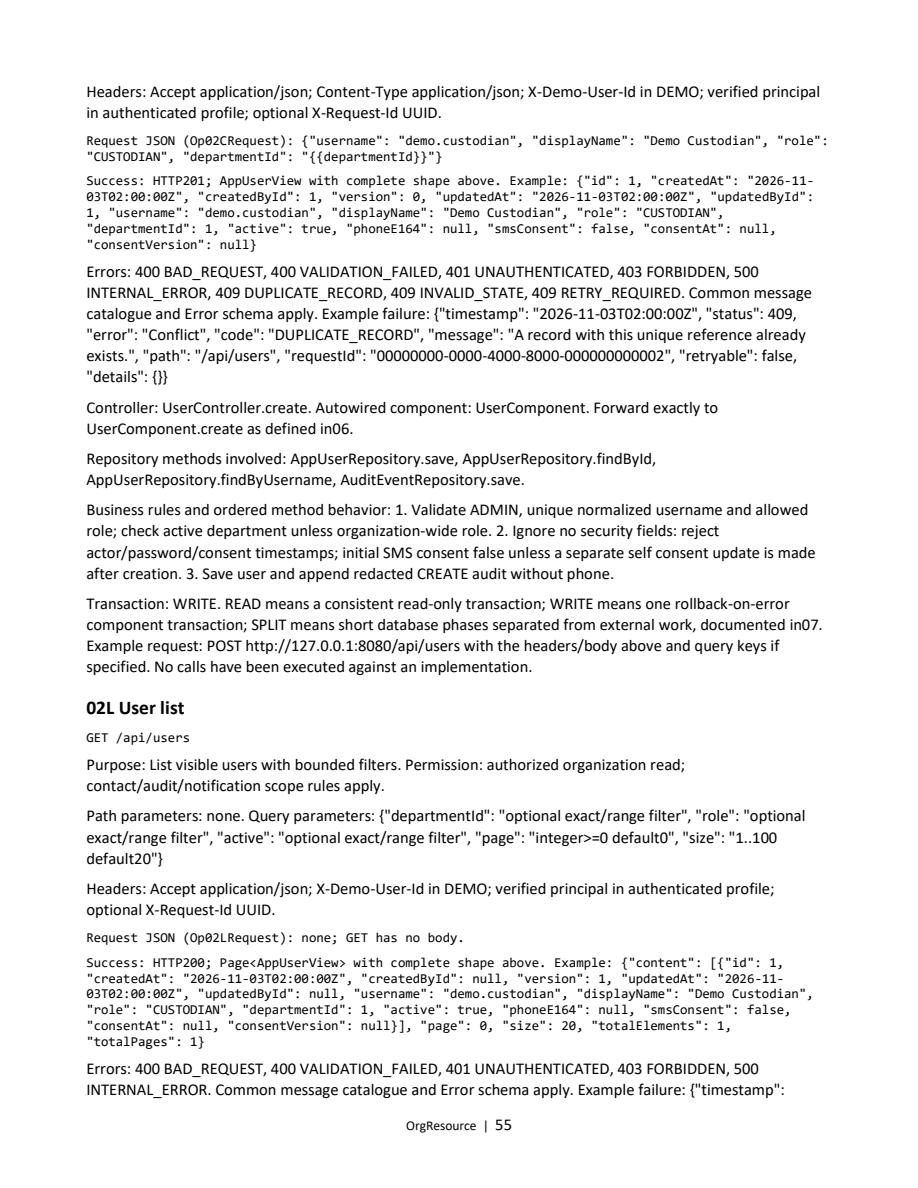 Headers: Accept application/json; Content-Type application/json; X-Demo-User-Id in DEMO; verified principal
in authenticated profile; optional X-Request-Id UUID.
Request JSON (Op02CRequest): {"username": "demo.custodian", "displayName": "Demo Custodian", "role":
"CUSTODIAN", "departmentId": "{{departmentId}}"}
Success: HTTP201; AppUserView with complete shape above. Example: {"id": 1, "createdAt": "2026-11-
03T02:00:00Z", "createdById": 1, "version": 0, "updatedAt": "2026-11-03T02:00:00Z", "updatedById":
1, "username": "demo.custodian", "displayName": "Demo Custodian", "role": "CUSTODIAN",
"departmentId": 1, "active": true, "phoneE164": null, "smsConsent": false, "consentAt": null,
"consentVersion": null}
Errors: 400 BAD_REQUEST, 400 VALIDATION_FAILED, 401 UNAUTHENTICATED, 403 FORBIDDEN, 500
INTERNAL_ERROR, 409 DUPLICATE_RECORD, 409 INVALID_STATE, 409 RETRY_REQUIRED. Common message
catalogue and Error schema apply. Example failure: {"timestamp": "2026-11-03T02:00:00Z", "status": 409,
"error": "Conflict", "code": "DUPLICATE_RECORD", "message": "A record with this unique reference already
exists.", "path": "/api/users", "requestId": "00000000-0000-4000-8000-000000000002", "retryable": false,
"details": {}}
Controller: UserController.create. Autowired component: UserComponent. Forward exactly to
UserComponent.create as defined in06.
Repository methods involved: AppUserRepository.save, AppUserRepository.findById,
AppUserRepository.findByUsername, AuditEventRepository.save.
Business rules and ordered method behavior: 1. Validate ADMIN, unique normalized username and allowed
role; check active department unless organization-wide role. 2. Ignore no security fields: reject
actor/password/consent timestamps; initial SMS consent false unless a separate self consent update is made
after creation. 3. Save user and append redacted CREATE audit without phone.
Transaction: WRITE. READ means a consistent read-only transaction; WRITE means one rollback-on-error
component transaction; SPLIT means short database phases separated from external work, documented in07.
Example request: POST http://127.0.0.1:8080/api/users with the headers/body above and query keys if
specified. No calls have been executed against an implementation.
02L User list
GET /api/users
Purpose: List visible users with bounded filters. Permission: authorized organization read;
contact/audit/notification scope rules apply.
Path parameters: none. Query parameters: {"departmentId": "optional exact/range filter", "role": "optional
exact/range filter", "active": "optional exact/range filter", "page": "integer>=0 default0", "size": "1..100
default20"}
Headers: Accept application/json; X-Demo-User-Id in DEMO; verified principal in authenticated profile;
optional X-Request-Id UUID.
Request JSON (Op02LRequest): none; GET has no body.
Success: HTTP200; Page<AppUserView> with complete shape above. Example: {"content": [{"id": 1,
"createdAt": "2026-11-03T02:00:00Z", "createdById": null, "version": 1, "updatedAt": "2026-11-
03T02:00:00Z", "updatedById": null, "username": "demo.custodian", "displayName": "Demo Custodian",
"role": "CUSTODIAN", "departmentId": 1, "active": true, "phoneE164": null, "smsConsent": false,
"consentAt": null, "consentVersion": null}], "page": 0, "size": 20, "totalElements": 1,
"totalPages": 1}
Errors: 400 BAD_REQUEST, 400 VALIDATION_FAILED, 401 UNAUTHENTICATED, 403 FORBIDDEN, 500
INTERNAL_ERROR. Common message catalogue and Error schema apply. Example failure: {"timestamp":
OrgResource | 55